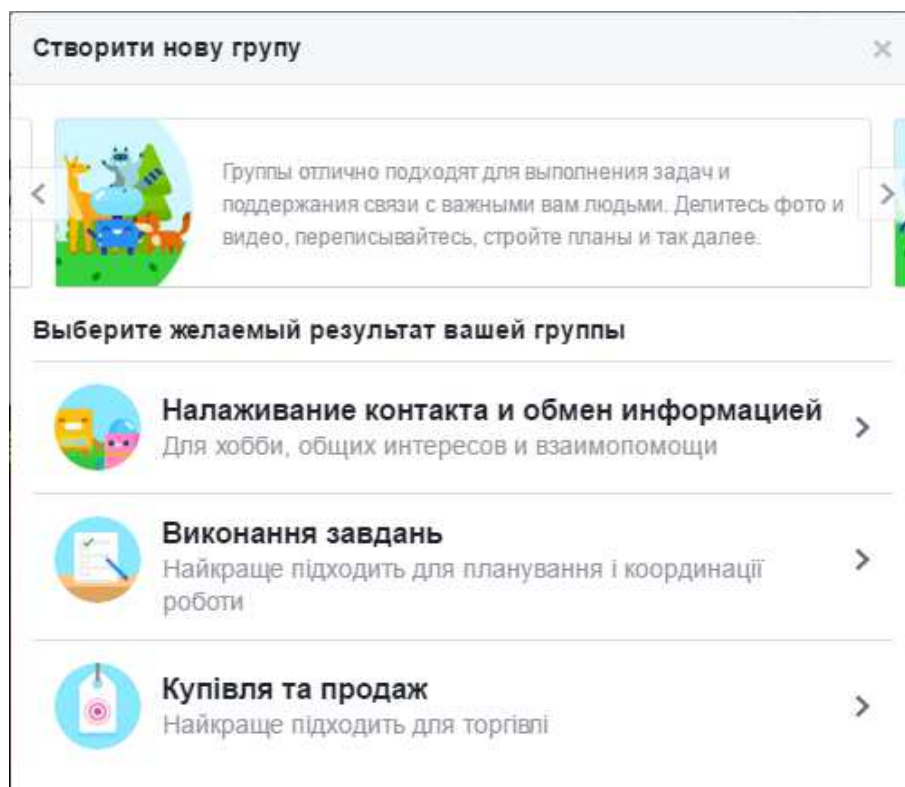 Створити нову групу
Группы отлично подходят для выполнения задач и
поддержания связи с важными вам людьми. Делитесь фото и
видео, переписывайтесь, стройте планы и так далее.
Выберите желаемый результат вашей группы
Налаживание контакта и обмен информацией
Для хобби, общих интересов и взаимопомощи
Виконання завдань
Найкраще підходить для планування і координації
роботи
Купівля та продаж
Найкраще підходить для торгівлі